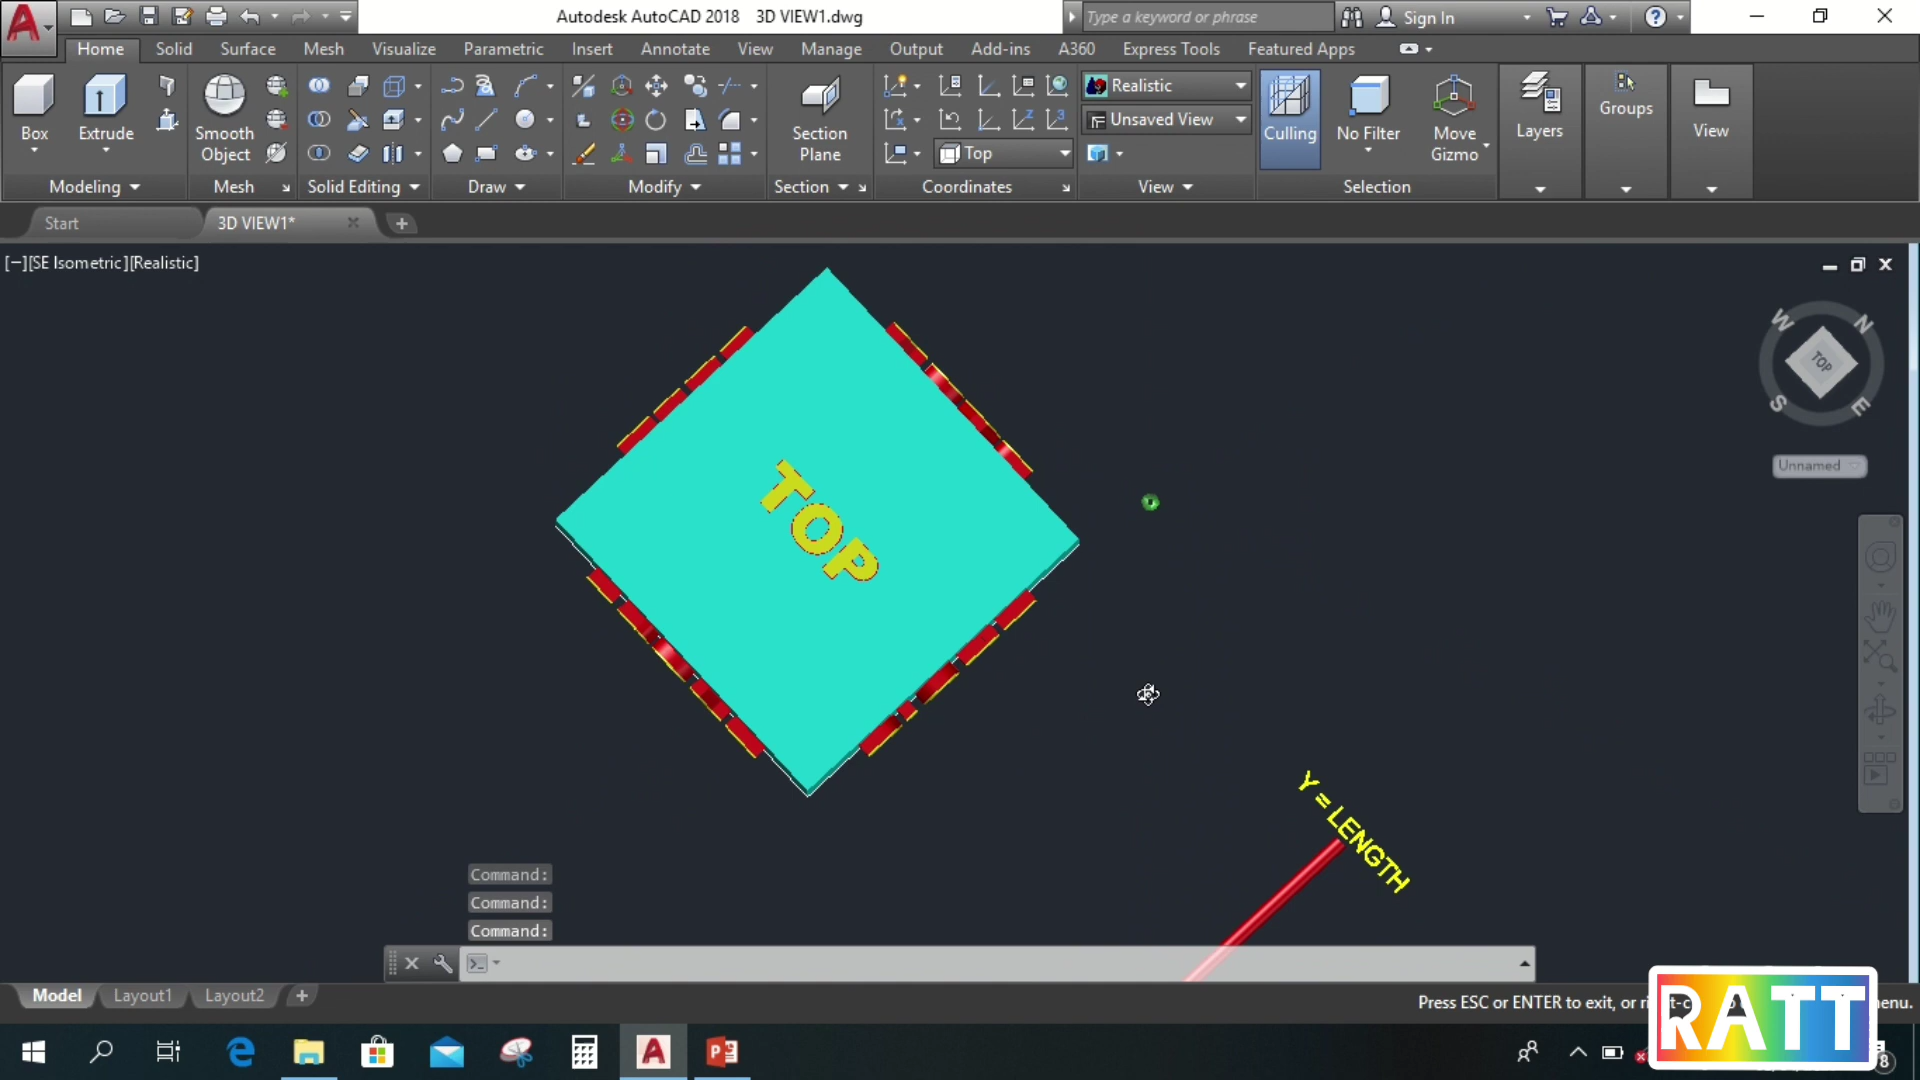 Autodesk AutoCAD 2018 3D VIEW1.dwg
Type a keyword or phrase
Sign In
Home Solid Surface Mesh Visualize Parametric Insert Annotate View Manage Output Add-ins A360 Express Tools Featured Apps
Box
Extrude
Smooth
Object
Section
Plane
Realistic
Unsaved View
Top
Culling
No Filter
Move
Gizmo
Layers
Groups
View
Modeling
Mesh
Solid Editing
Draw
Modify
Section
Coordinates
View
Selection
Start
3D VIEW1*
[−][SE Isometric][Realistic]
W
N
TOP
S
E
Unnamed
TOP
Y = LENGTH
Command:
Command:
Command:
Model
Layout1
Layout2
Press ESC or ENTER to exit, or
menu.
RATT
8